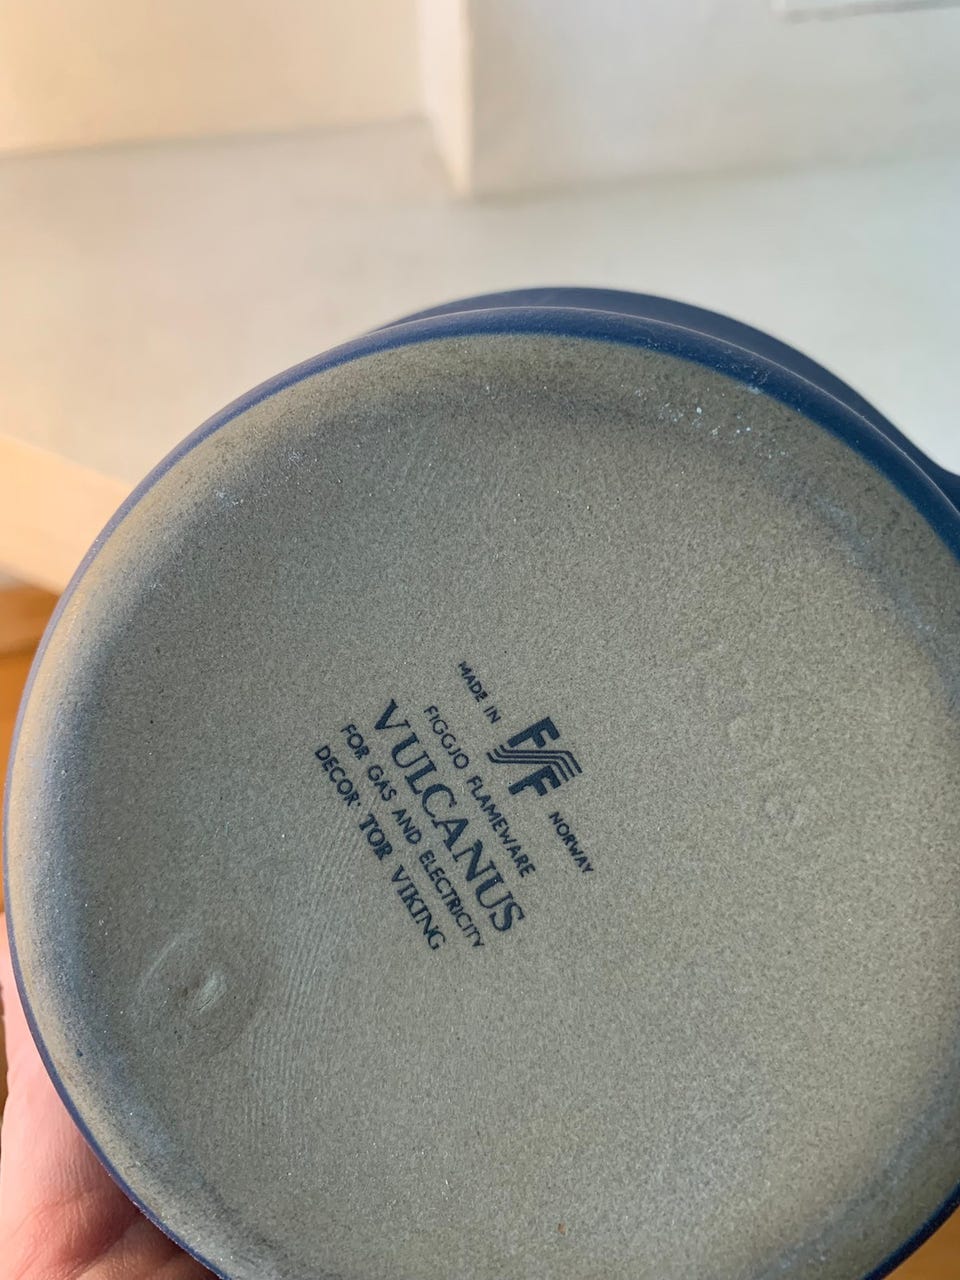 MADE IN FF NORWAY
FIGGJO FLAMEWARE
VULCANUS
FOR GAS AND ELECTRICITY
DECOR: TOR VIKING